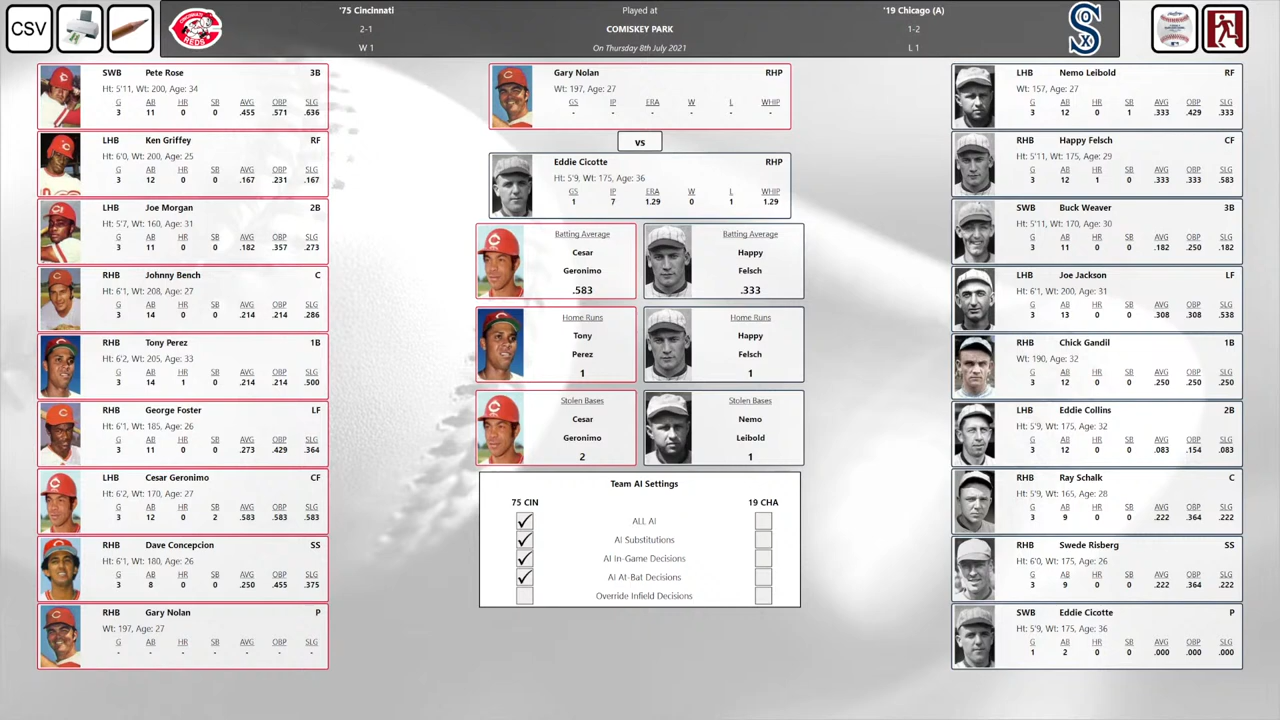 CSV
CINCINNATI
REDS
'75 Cincinnati
2-1
W 1
Played at
COMISKEY PARK
On Thursday 8th July 2021
'19 Chicago (A)
1-2
L 1
SOX
SWB Pete Rose 3B
Ht: 5'11, Wt: 200, Age: 34
G AB HR SB AVG OBP SLG
3 11 0 0 .455 .571 .636
LHB Ken Griffey RF
Ht: 6'0, Wt: 200, Age: 25
G AB HR SB AVG OBP SLG
3 12 0 0 .167 .231 .167
LHB Joe Morgan 2B
Ht: 5'7, Wt: 160, Age: 31
G AB HR SB AVG OBP SLG
3 11 0 0 .182 .357 .273
RHB Johnny Bench C
Ht: 6'1, Wt: 208, Age: 27
G AB HR SB AVG OBP SLG
3 14 0 0 .214 .214 .286
RHB Tony Perez 1B
Ht: 6'2, Wt: 205, Age: 33
G AB HR SB AVG OBP SLG
3 14 1 0 .214 .214 .500
RHB George Foster LF
Ht: 6'1, Wt: 185, Age: 26
G AB HR SB AVG OBP SLG
3 11 0 0 .273 .429 .364
LHB Cesar Geronimo CF
Ht: 6'2, Wt: 170, Age: 27
G AB HR SB AVG OBP SLG
3 12 0 2 .583 .583 .583
RHB Dave Concepcion SS
Ht: 6'1, Wt: 180, Age: 26
G AB HR SB AVG OBP SLG
3 8 0 0 .250 .455 .375
RHB Gary Nolan P
Wt: 197, Age: 27
G AB HR SB AVG OBP SLG
- - - - - - -
Gary Nolan RHP
Wt: 197, Age: 27
GS IP ERA W L WHIP
- - - - - -
vs
Eddie Cicotte RHP
Ht: 5'9, Wt: 175, Age: 36
GS IP ERA W L WHIP
1 7 1.29 0 1 1.29
Batting Average
Cesar
Geronimo
.583
Batting Average
Happy
Felsch
.333
Home Runs
Tony
Perez
1
Home Runs
Happy
Felsch
1
Stolen Bases
Cesar
Geronimo
2
Stolen Bases
Nemo
Leibold
1
Team AI Settings
75 CIN 19 CHA
ALL AI
AI Substitutions
AI In-Game Decisions
AI At-Bat Decisions
Override Infield Decisions
LHB Nemo Leibold RF
Wt: 157, Age: 27
G AB HR SB AVG OBP SLG
3 12 0 1 .333 .429 .333
RHB Happy Felsch CF
Ht: 5'11, Wt: 175, Age: 29
G AB HR SB AVG OBP SLG
3 12 1 0 .333 .333 .583
SWB Buck Weaver 3B
Ht: 5'11, Wt: 170, Age: 30
G AB HR SB AVG OBP SLG
3 11 0 0 .182 .250 .182
LHB Joe Jackson LF
Ht: 6'1, Wt: 200, Age: 31
G AB HR SB AVG OBP SLG
3 13 0 0 .308 .308 .538
RHB Chick Gandil 1B
Wt: 190, Age: 32
G AB HR SB AVG OBP SLG
3 12 0 0 .250 .250 .250
LHB Eddie Collins 2B
Ht: 5'9, Wt: 175, Age: 32
G AB HR SB AVG OBP SLG
3 12 0 0 .083 .154 .083
RHB Ray Schalk C
Ht: 5'9, Wt: 165, Age: 28
G AB HR SB AVG OBP SLG
3 9 0 0 .222 .364 .222
RHB Swede Risberg SS
Ht: 6'0, Wt: 175, Age: 26
G AB HR SB AVG OBP SLG
3 9 0 0 .222 .364 .222
SWB Eddie Cicotte P
Ht: 5'9, Wt: 175, Age: 36
G AB HR SB AVG OBP SLG
1 2 0 0 .000 .000 .000